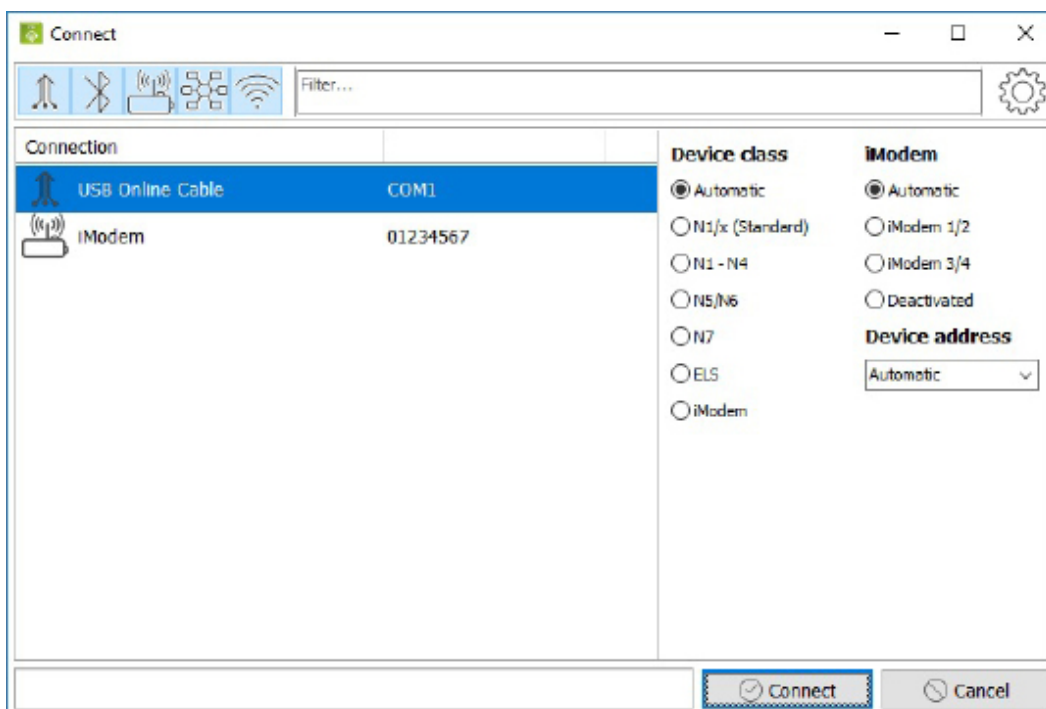 Connect
Filter...
Connection
USB Online Cable COM1
iModem 01234567
Device class
Automatic
N1/x (Standard)
N1 - N4
N5/N6
N7
ELS
iModem
iModem
Automatic
iModem 1/2
iModem 3/4
Deactivated
Device address
Automatic
Connect
Cancel